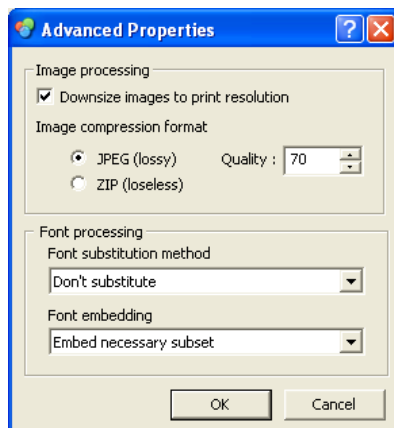 Advanced Properties
Image processing
Downsize images to print resolution
Image compression format
JPEG (lossy) Quality : 70
ZIP (loseless)
Font processing
Font substitution method
Don't substitute
Font embedding
Embed necessary subset
OK Cancel